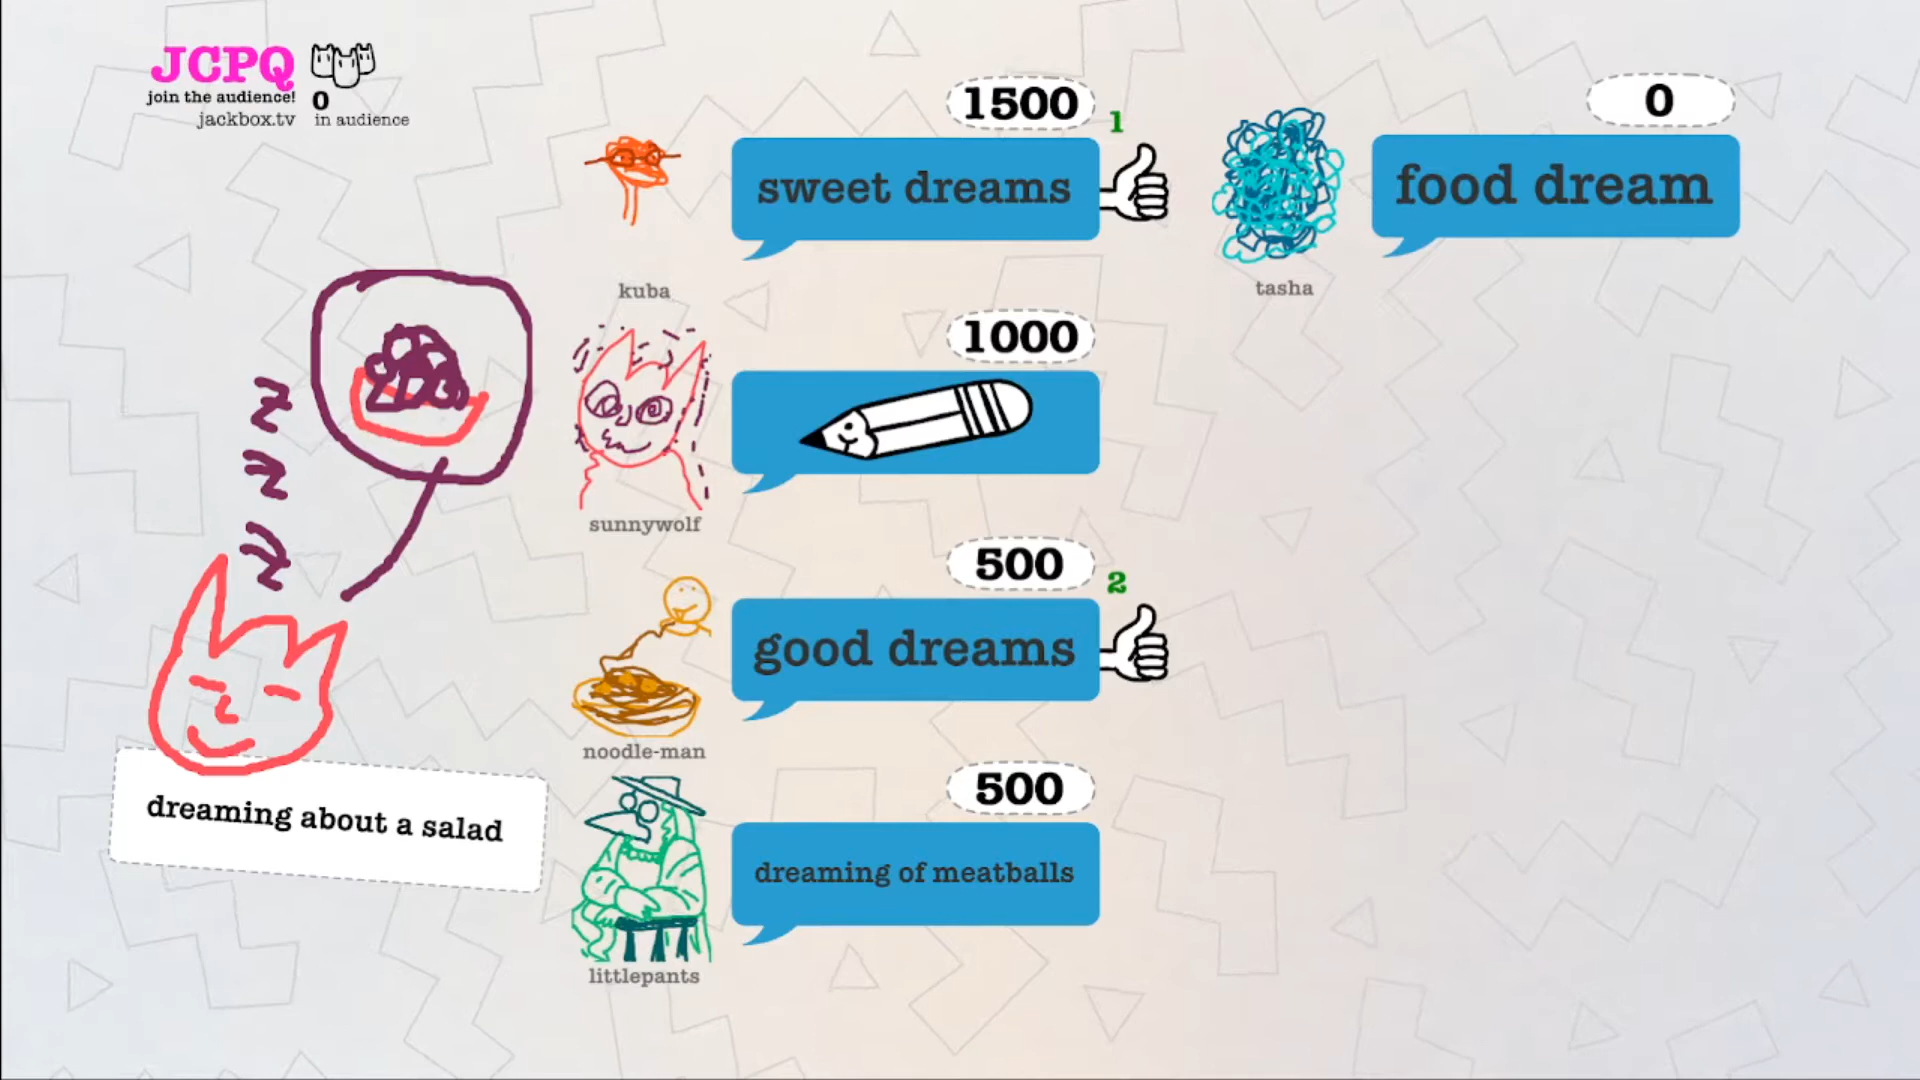 JCPQ
join the audience!
jackbox.tv
0
in audience
1500
1
sweet dreams
kuba
0
food dream
tasha
1000
sunnywolf
500
2
good dreams
noodle-man
500
dreaming of meatballs
littlepants
z
z
z
dreaming about a salad